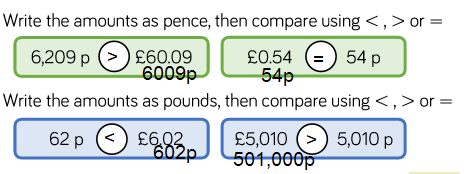 Write the amounts as pence, then compare using < , > or =
6,209 p > £60.09 £0.54 = 54 p
6009p 54p
Write the amounts as pounds, then compare using < , > or =
62 p < £6.02 £5,010 > 5,010 p
602p 501,000p